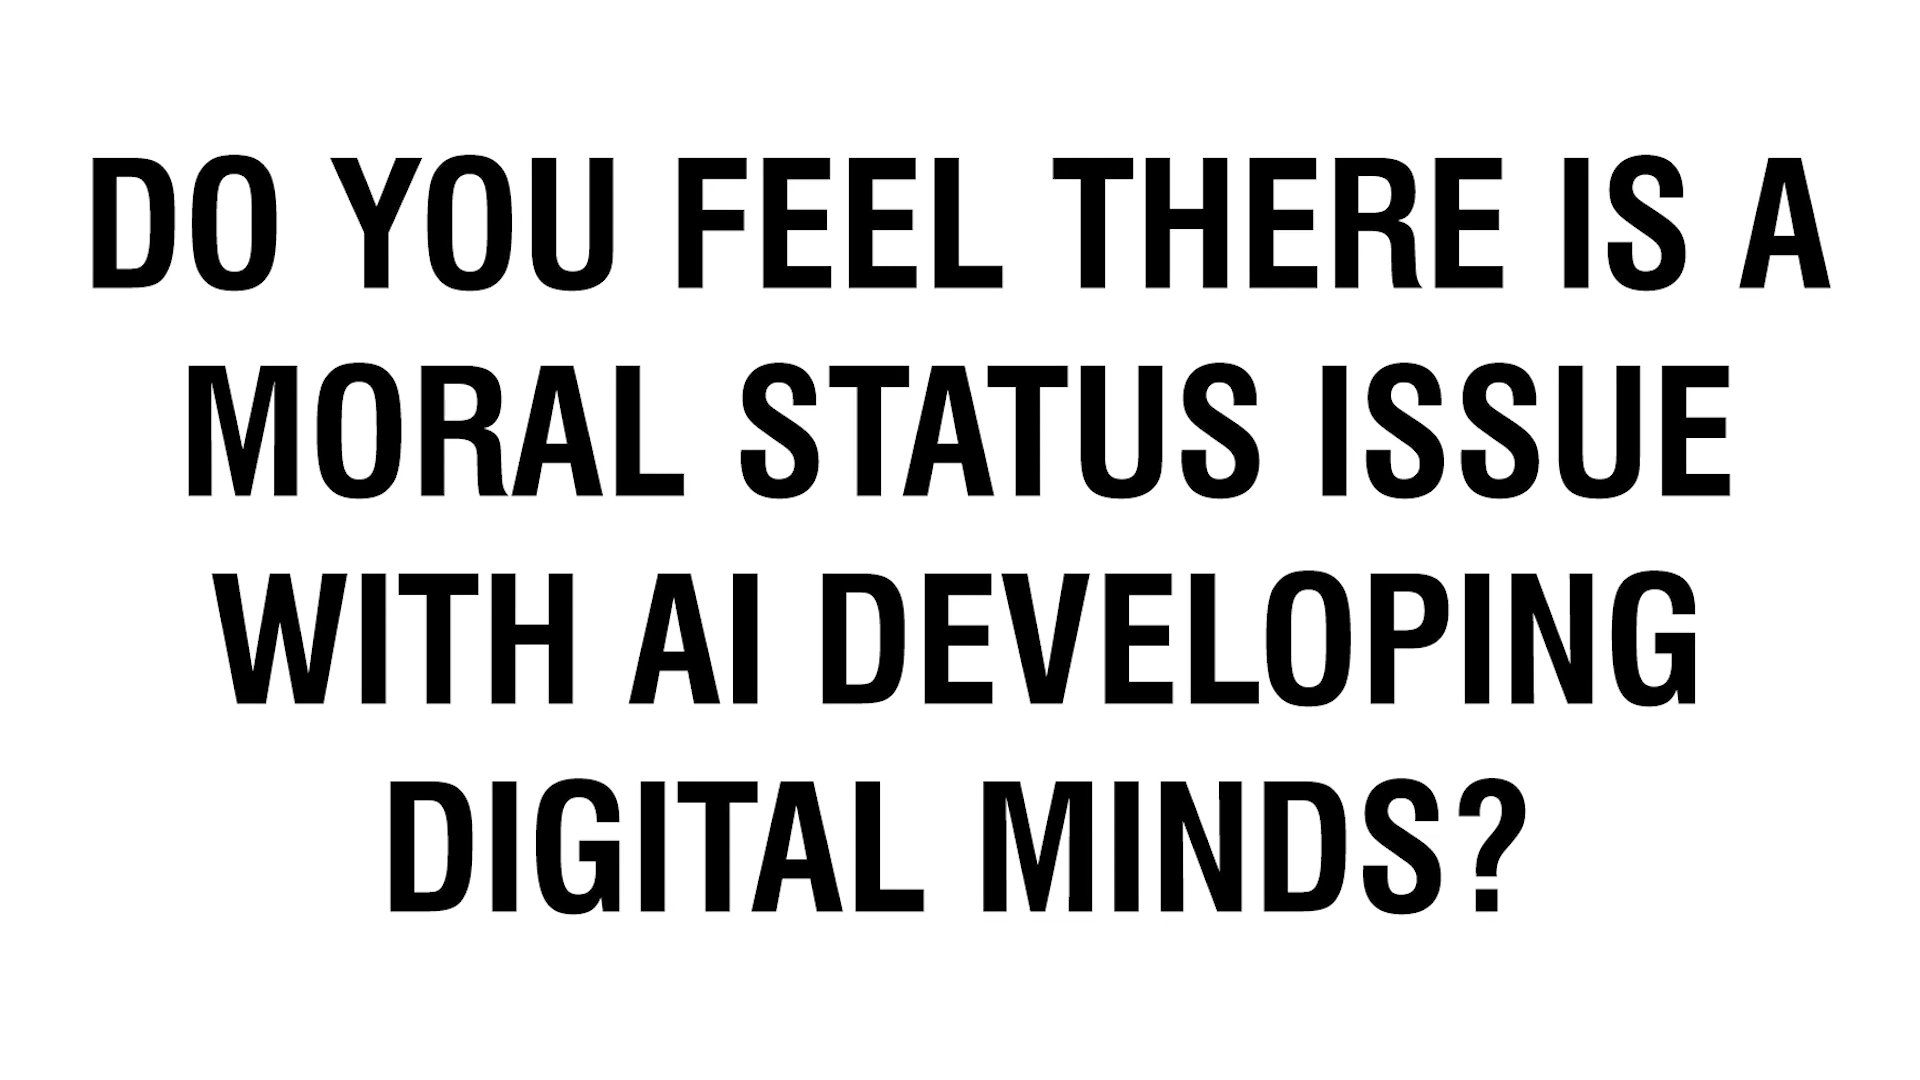 DO YOU FEEL THERE IS A
MORAL STATUS ISSUE
WITH AI DEVELOPING
DIGITAL MINDS?